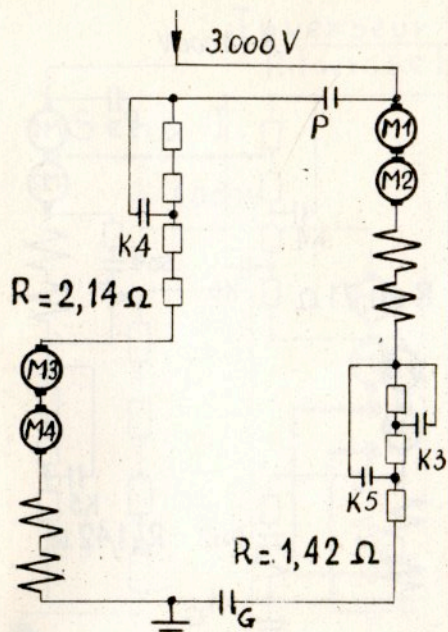 3.000 V
P
M1
M2
K4
R = 2,14 Ω
M3
M4
K3
K5
R = 1,42 Ω
G